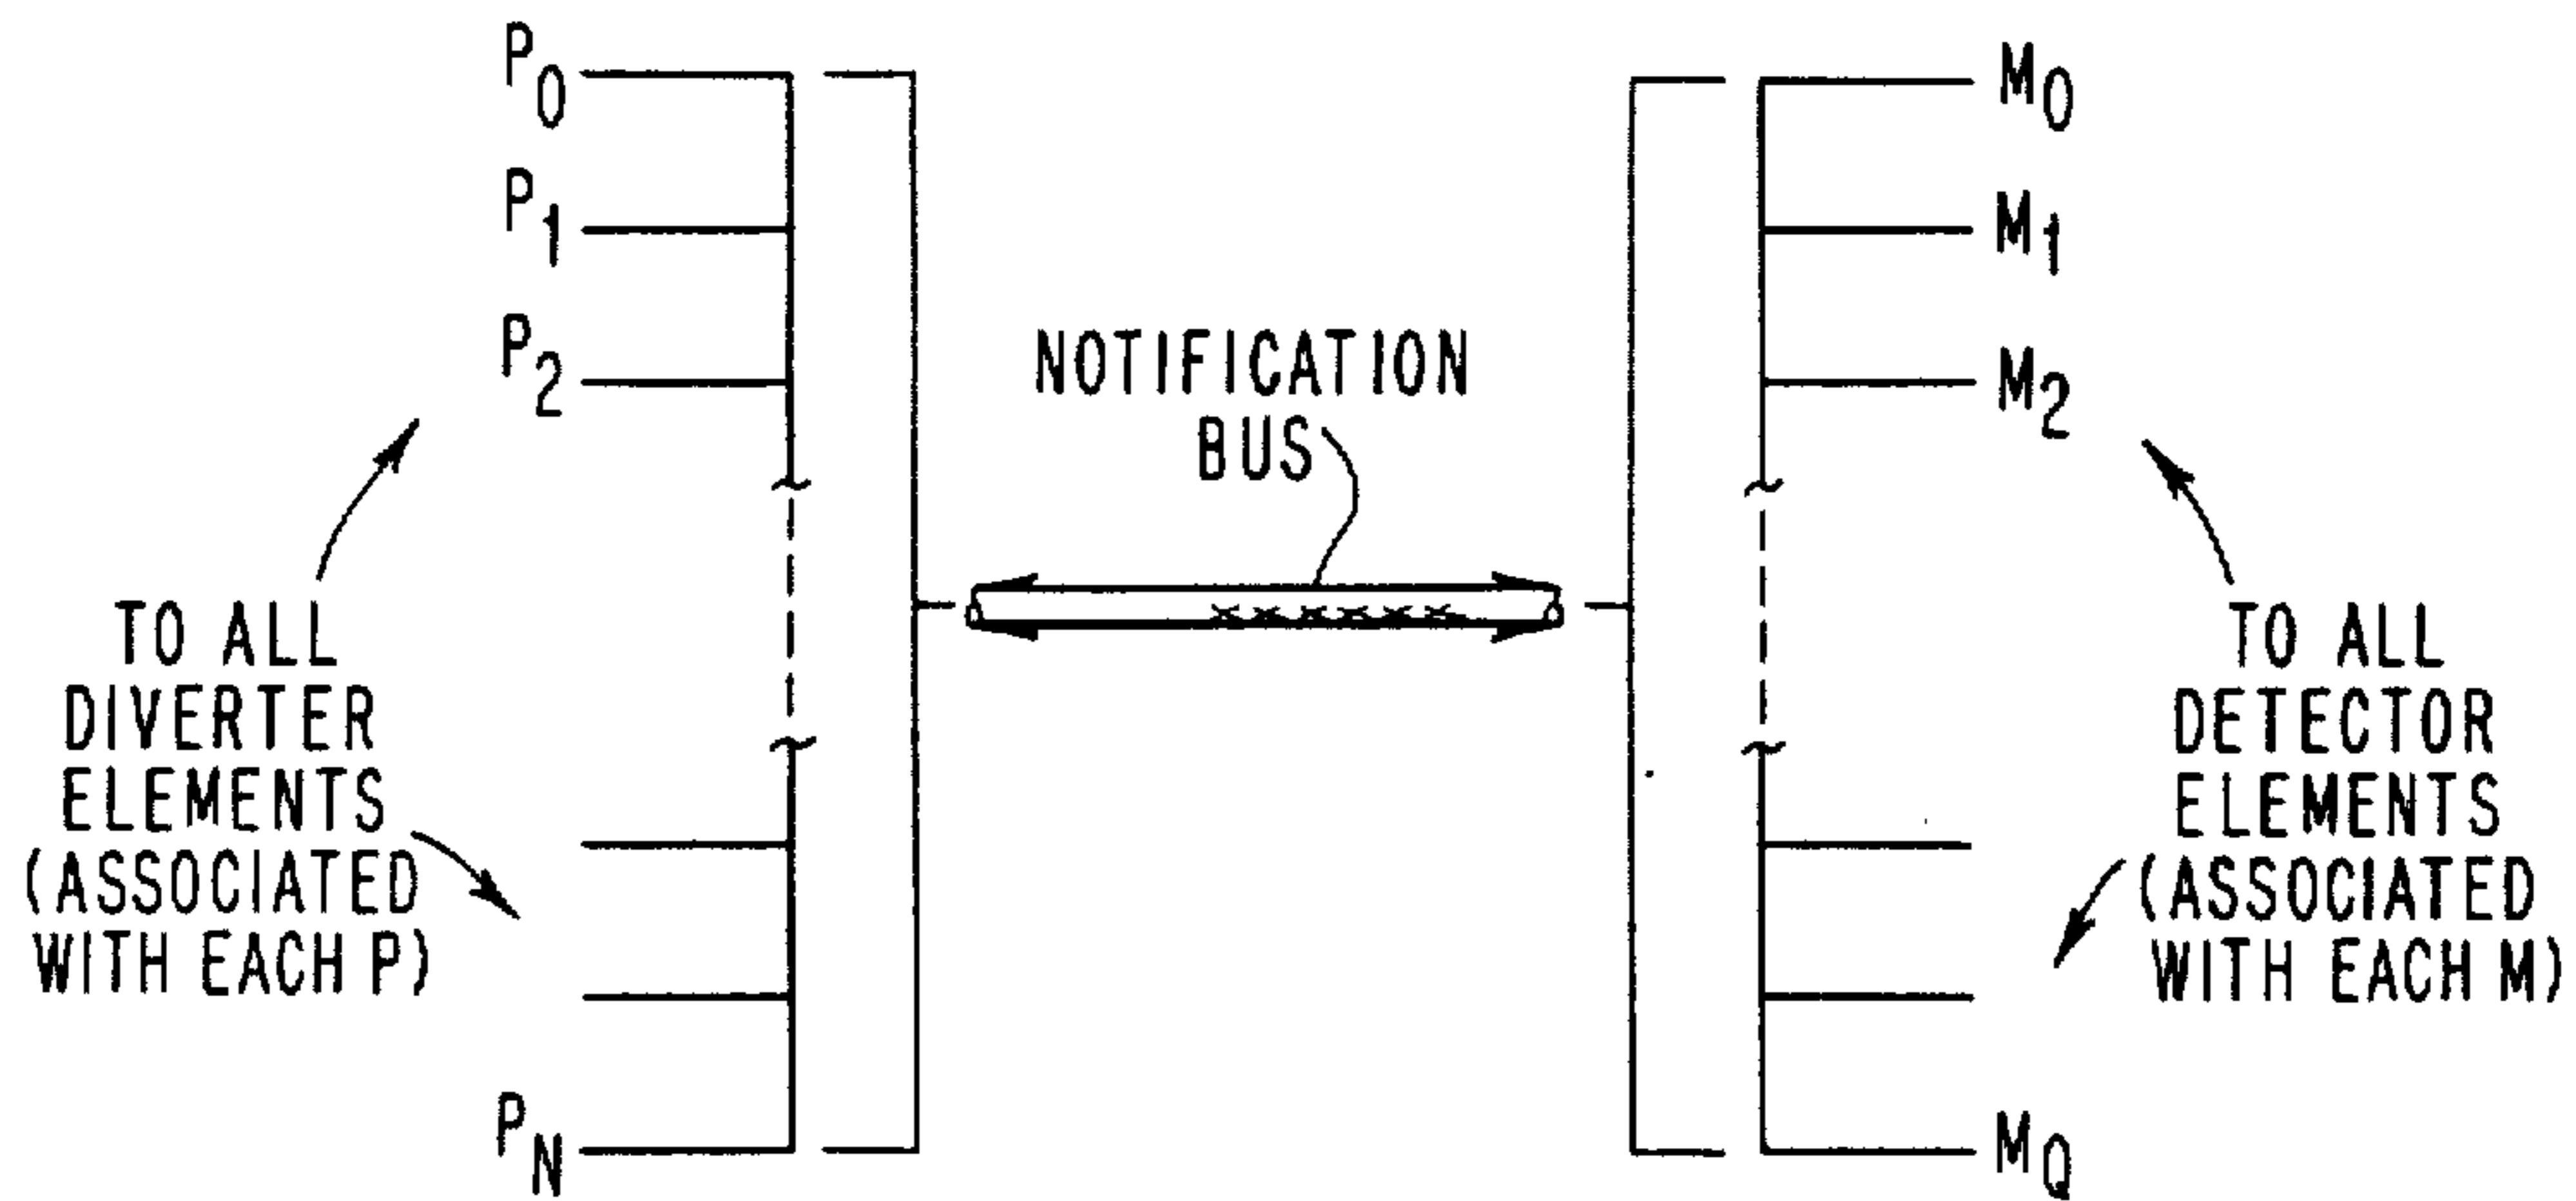 P0
P1
P2
TO ALL
DIVERTER
ELEMENTS
(ASSOCIATED
WITH EACH P)
PN
NOTIFICATION
BUS
M0
M1
M2
TO ALL
DETECTOR
ELEMENTS
(ASSOCIATED
WITH EACH M)
MQ